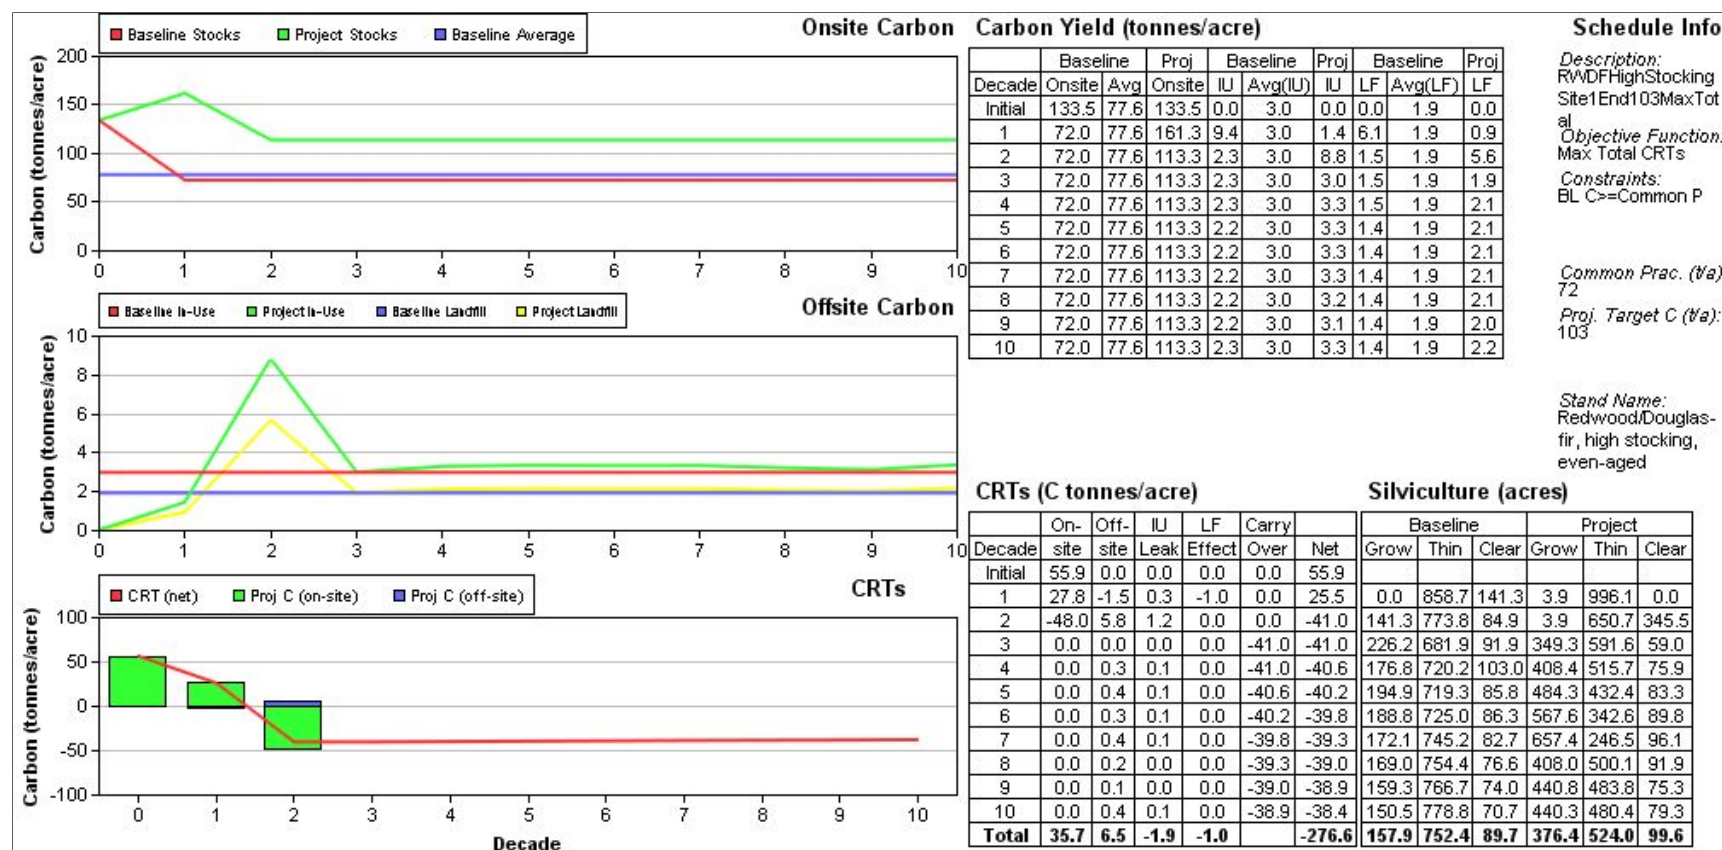 Onsite Carbon
Baseline Stocks Project Stocks Baseline Average
Carbon (tonnes/acre)
200
150
100
50
0
0 1 2 3 4 5 6 7 8 9 10
Offsite Carbon
Baseline In-Use Project In-Use Baseline Landfill Project Landfill
Carbon (tonnes/acre)
10
8
6
4
2
0
0 1 2 3 4 5 6 7 8 9 10
CRTs
CRT (net) Proj C (on-site) Proj C (off-site)
Carbon (tonnes/acre)
100
50
0
-50
-100
0 1 2 3 4 5 6 7 8 9 10
Decade
Carbon Yield (tonnes/acre)
Baseline Proj Baseline Proj Baseline Proj
Decade Onsite Avg Onsite IU Avg(IU) IU LF Avg(LF) LF
Initial 133.5 77.6 133.5 0.0 3.0 0.0 0.0 1.9 0.0
1 72.0 77.6 161.3 9.4 3.0 1.4 6.1 1.9 0.9
2 72.0 77.6 113.3 2.3 3.0 8.8 1.5 1.9 5.6
3 72.0 77.6 113.3 2.3 3.0 3.0 1.5 1.9 1.9
4 72.0 77.6 113.3 2.3 3.0 3.3 1.5 1.9 2.1
5 72.0 77.6 113.3 2.2 3.0 3.3 1.4 1.9 2.1
6 72.0 77.6 113.3 2.2 3.0 3.3 1.4 1.9 2.1
7 72.0 77.6 113.3 2.2 3.0 3.3 1.4 1.9 2.1
8 72.0 77.6 113.3 2.2 3.0 3.2 1.4 1.9 2.1
9 72.0 77.6 113.3 2.2 3.0 3.1 1.4 1.9 2.0
10 72.0 77.6 113.3 2.3 3.0 3.3 1.4 1.9 2.2
Schedule Info
Description:
RWDFHighStocking
Site1End103MaxTot
al
Objective Function:
Max Total CRTs
Constraints:
BL C>=Common P
Common Prac. (t/a)
72
Proj. Target C (t/a):
103
Stand Name:
Redwood/Douglas-
fir, high stocking,
even-aged
CRTs (C tonnes/acre)
On- Off- IU LF Carry
Decade site site Leak Effect Over Net
Initial 55.9 0.0 0.0 0.0 0.0 55.9
1 27.8 -1.5 0.3 -1.0 0.0 25.5
2 -48.0 5.8 1.2 0.0 0.0 -41.0
3 0.0 0.0 0.0 0.0 -41.0 -41.0
4 0.0 0.3 0.1 0.0 -41.0 -40.6
5 0.0 0.4 0.1 0.0 -40.6 -40.2
6 0.0 0.3 0.1 0.0 -40.2 -39.8
7 0.0 0.4 0.1 0.0 -39.8 -39.3
8 0.0 0.2 0.0 0.0 -39.3 -39.0
9 0.0 0.1 0.0 0.0 -39.0 -38.9
10 0.0 0.4 0.1 0.0 -38.9 -38.4
Total 35.7 6.5 -1.9 -1.0 -276.6
Silviculture (acres)
Baseline Project
Grow Thin Clear Grow Thin Clear
0.0 858.7 141.3 3.9 996.1 0.0
141.3 773.8 84.9 3.9 650.7 345.5
226.2 681.9 91.9 349.3 591.6 59.0
176.8 720.2 103.0 408.4 515.7 75.9
194.9 719.3 85.8 484.3 432.4 83.3
188.8 725.0 86.3 567.6 342.6 89.8
172.1 745.2 82.7 657.4 246.5 96.1
169.0 754.4 76.6 408.0 500.1 91.9
159.3 766.7 74.0 440.8 483.8 75.3
150.5 778.8 70.7 440.3 480.4 79.3
157.9 752.4 89.7 376.4 524.0 99.6